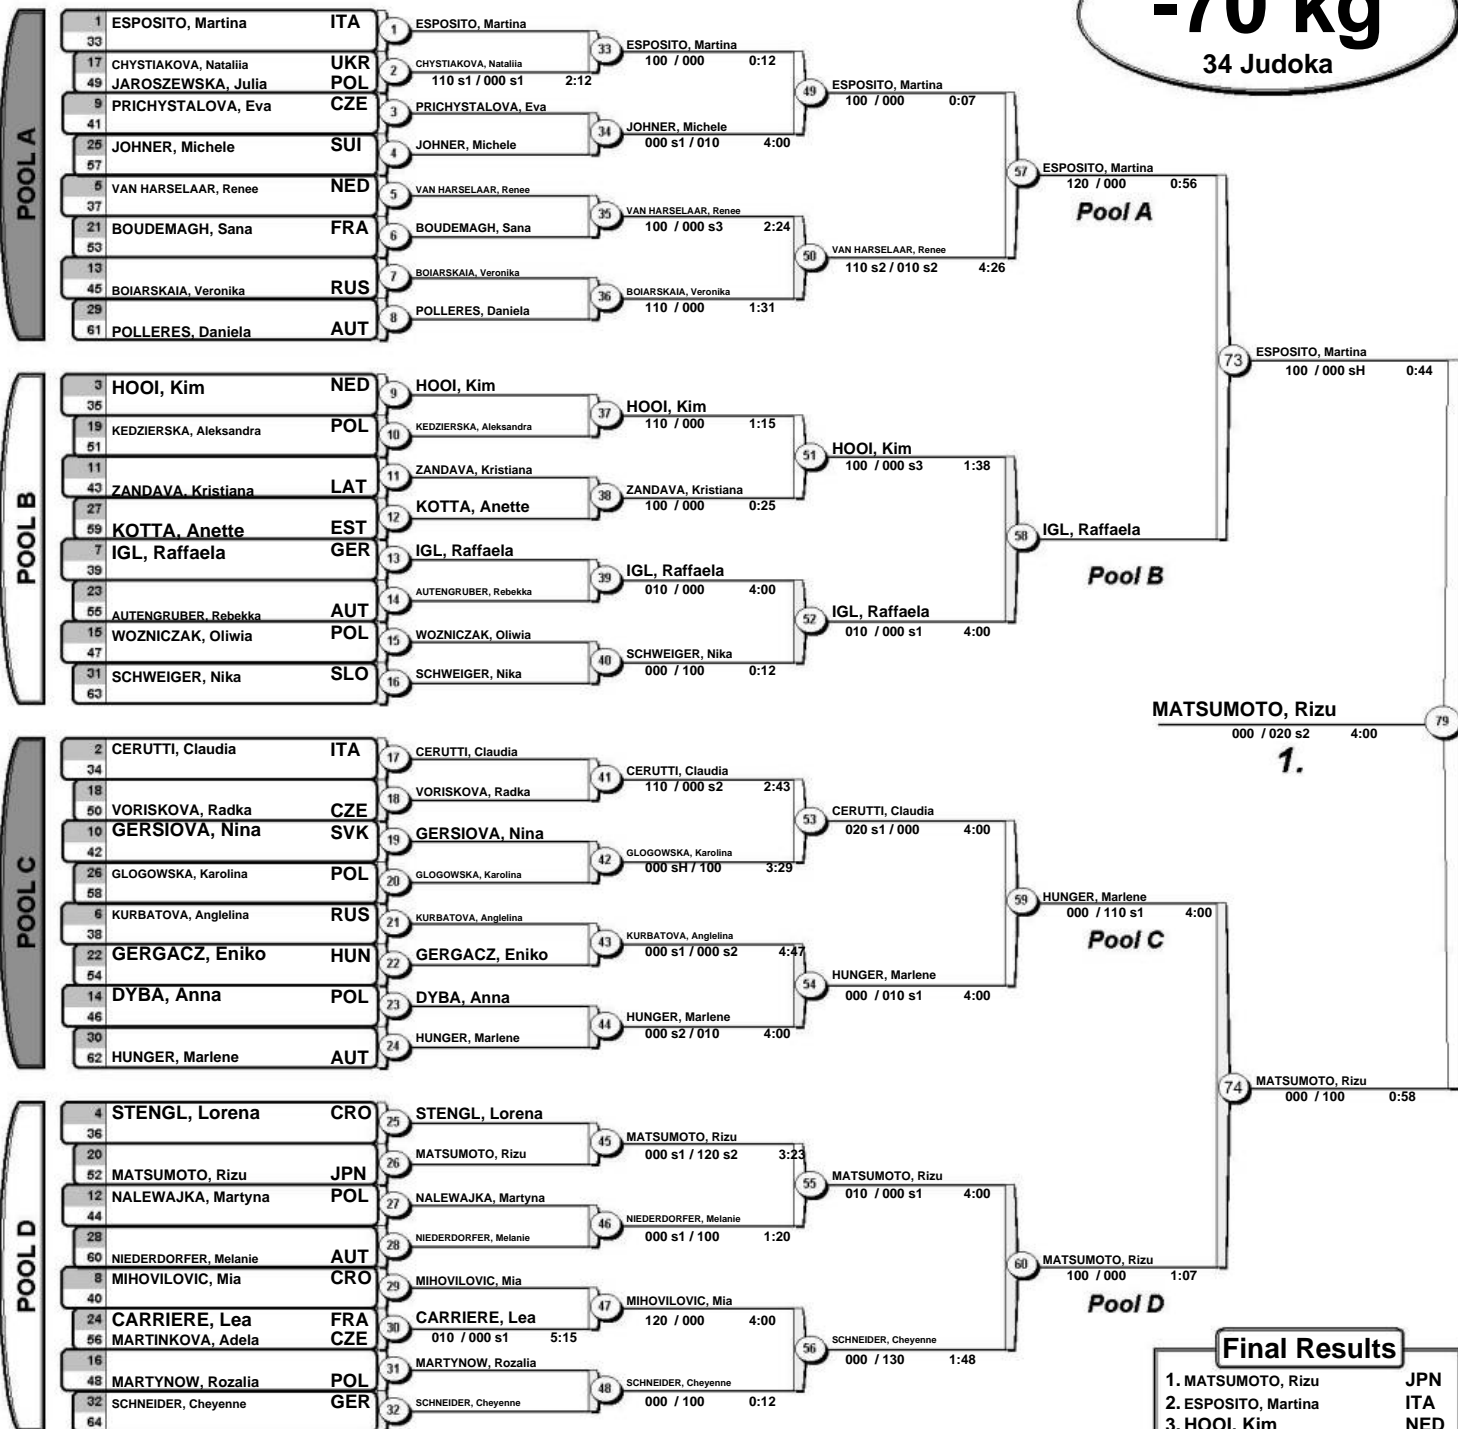 -70 kg
34 Judoka
POOL A
1 ESPOSITO, Martina ITA
33
17 CHYSTIAKOVA, Nataliia UKR
49 JAROSZEWSKA, Julia POL
9 PRICHYSTALOVA, Eva CZE
41
25 JOHNER, Michele SUI
57
5 VAN HARSELAAR, Renee NED
37
21 BOUDEMAGH, Sana FRA
53
13
45 BOIARSKAIA, Veronika RUS
29
61 POLLERES, Daniela AUT
1 ESPOSITO, Martina
2 CHYSTIAKOVA, Nataliia
110 s1 / 000 s1 2:12
3 PRICHYSTALOVA, Eva
4 JOHNER, Michele
5 VAN HARSELAAR, Renee
6 BOUDEMAGH, Sana
7 BOIARSKAIA, Veronika
8 POLLERES, Daniela
33 ESPOSITO, Martina
100 / 000 0:12
34 JOHNER, Michele
000 s1 / 010 4:00
35 VAN HARSELAAR, Renee
100 / 000 s3 2:24
36 BOIARSKAIA, Veronika
110 / 000 1:31
49 ESPOSITO, Martina
100 / 000 0:07
50 VAN HARSELAAR, Renee
110 s2 / 010 s2 4:26
57 ESPOSITO, Martina
120 / 000 0:56
Pool A
POOL B
3 HOOI, Kim NED
35
19 KEDZIERSKA, Aleksandra POL
51
11
43 ZANDAVA, Kristiana LAT
27
59 KOTTA, Anette EST
7 IGL, Raffaela GER
39
23
55 AUTENGRUBER, Rebekka AUT
15 WOZNICZAK, Oliwia POL
47
31 SCHWEIGER, Nika SLO
63
9 HOOI, Kim
10 KEDZIERSKA, Aleksandra
11 ZANDAVA, Kristiana
12 KOTTA, Anette
13 IGL, Raffaela
14 AUTENGRUBER, Rebekka
15 WOZNICZAK, Oliwia
16 SCHWEIGER, Nika
37 HOOI, Kim
110 / 000 1:15
38 ZANDAVA, Kristiana
100 / 000 0:25
39 IGL, Raffaela
010 / 000 4:00
40 SCHWEIGER, Nika
000 / 100 0:12
51 HOOI, Kim
100 / 000 s3 1:38
52 IGL, Raffaela
010 / 000 s1 4:00
58 IGL, Raffaela
Pool B
73 ESPOSITO, Martina
100 / 000 sH 0:44
MATSUMOTO, Rizu 79
000 / 020 s2 4:00
1.
POOL C
2 CERUTTI, Claudia ITA
34
18
50 VORISKOVA, Radka CZE
10 GERSIOVA, Nina SVK
42
26 GLOGOWSKA, Karolina POL
58
6 KURBATOVA, Anglelina RUS
38
22 GERGACZ, Eniko HUN
54
14 DYBA, Anna POL
46
30
62 HUNGER, Marlene AUT
17 CERUTTI, Claudia
18 VORISKOVA, Radka
19 GERSIOVA, Nina
20 GLOGOWSKA, Karolina
21 KURBATOVA, Anglelina
22 GERGACZ, Eniko
23 DYBA, Anna
24 HUNGER, Marlene
41 CERUTTI, Claudia
110 / 000 s2 2:43
42 GLOGOWSKA, Karolina
000 sH / 100 3:29
43 KURBATOVA, Anglelina
000 s1 / 000 s2 4:47
44 HUNGER, Marlene
000 s2 / 010 4:00
53 CERUTTI, Claudia
020 s1 / 000 4:00
54 HUNGER, Marlene
000 / 010 s1 4:00
59 HUNGER, Marlene
000 / 110 s1 4:00
Pool C
POOL D
4 STENGL, Lorena CRO
36
20
52 MATSUMOTO, Rizu JPN
12 NALEWAJKA, Martyna POL
44
28
60 NIEDERDORFER, Melanie AUT
8 MIHOVILOVIC, Mia CRO
40
24 CARRIERE, Lea FRA
56 MARTINKOVA, Adela CZE
16
48 MARTYNOW, Rozalia POL
32 SCHNEIDER, Cheyenne GER
64
25 STENGL, Lorena
26 MATSUMOTO, Rizu
27 NALEWAJKA, Martyna
28 NIEDERDORFER, Melanie
29 MIHOVILOVIC, Mia
30 CARRIERE, Lea
010 / 000 s1 5:15
31 MARTYNOW, Rozalia
32 SCHNEIDER, Cheyenne
45 MATSUMOTO, Rizu
000 s1 / 120 s2 3:23
46 NIEDERDORFER, Melanie
000 s1 / 100 1:20
47 MIHOVILOVIC, Mia
120 / 000 4:00
48 SCHNEIDER, Cheyenne
000 / 100 0:12
55 MATSUMOTO, Rizu
010 / 000 s1 4:00
56 SCHNEIDER, Cheyenne
000 / 130 1:48
60 MATSUMOTO, Rizu
100 / 000 1:07
Pool D
74 MATSUMOTO, Rizu
000 / 100 0:58
Final Results
1. MATSUMOTO, Rizu JPN
2. ESPOSITO, Martina ITA
3. HOOI, Kim NED